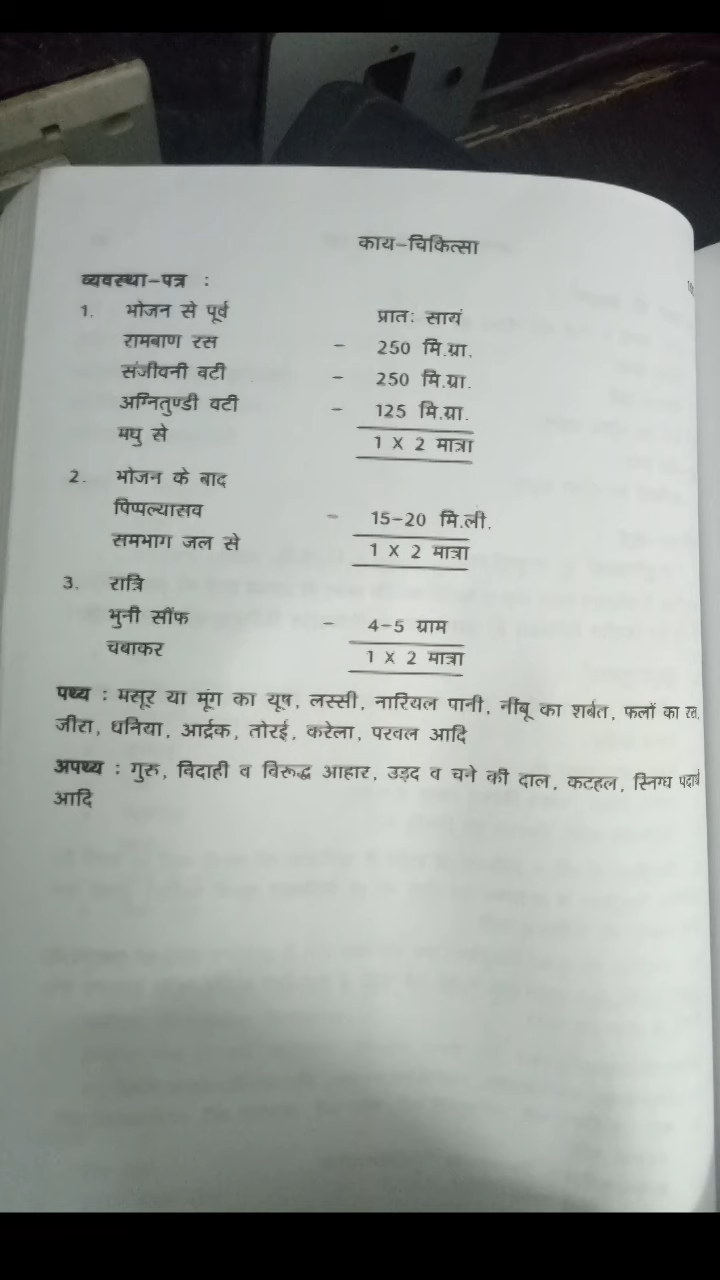 काय-चिकित्सा
व्यवस्था-पत्र :
1. भोजन से पूर्व प्रातः सायं
रामबाण रस - 250 मि.ग्रा.
संजीवनी वटी - 250 मि.ग्रा.
अग्नितुण्डी वटी - 125 मि.ग्रा.
मधु से 1 X 2 मात्रा
2. भोजन के बाद
पिप्पल्यासव - 15-20 मि.ली.
समभाग जल से 1 X 2 मात्रा
3. रात्रि
भुनी सौंफ - 4-5 ग्राम
चबाकर 1 X 2 मात्रा
पथ्य : मसूर या मूंग का यूष, लस्सी, नारियल पानी, नींबू का शर्बत, फलों का रस,
जीरा, धनिया, आर्द्रक, तोरई, करेला, परवल आदि
अपथ्य : गुरु, विदाही व विरूद्ध आहार, उड़द व चने की दाल, कटहल, स्निग्ध पदार्थ
आदि